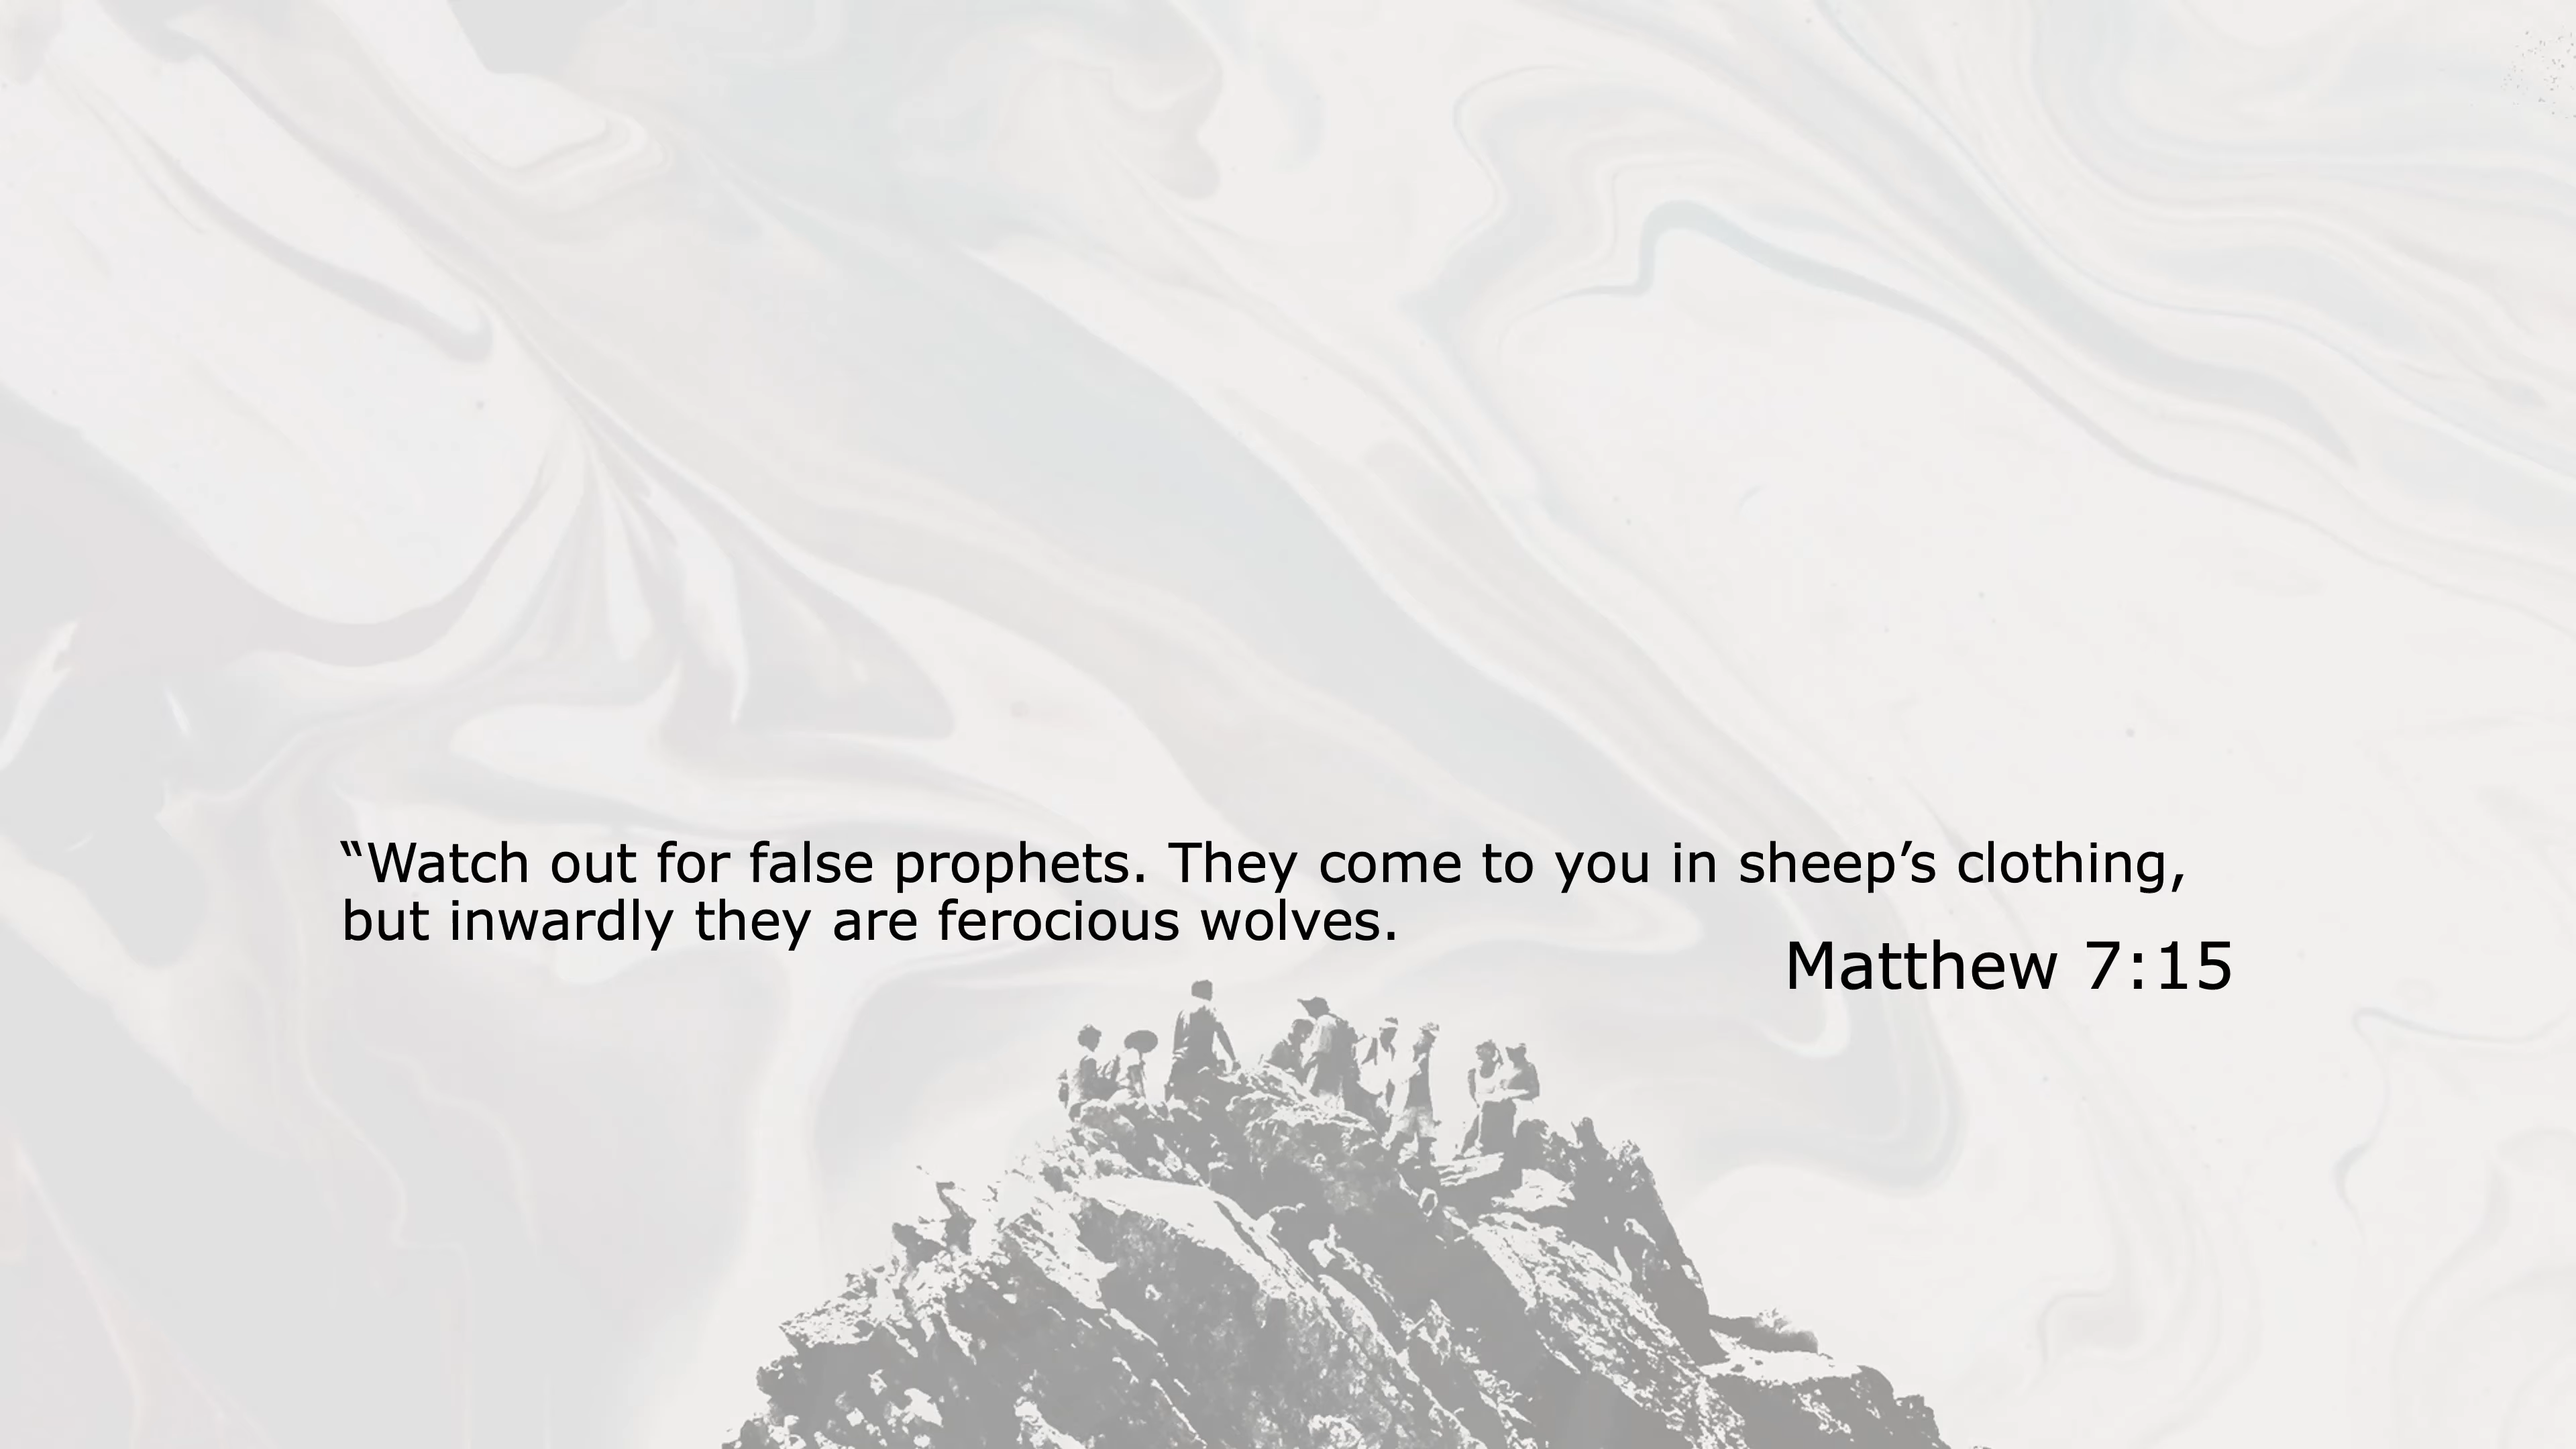 “Watch out for false prophets. They come to you in sheep’s clothing,
but inwardly they are ferocious wolves.
Matthew 7:15